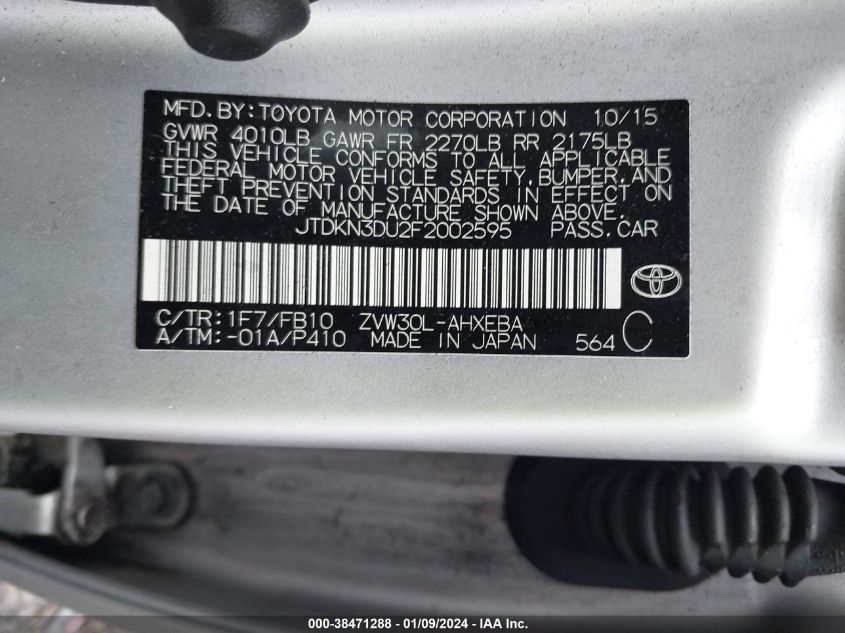 MFD.BY:TOYOTA MOTOR CORPORATION 10/15
GVWR 4010LB GAWR FR 2270LB RR 2175LB
THIS VEHICLE CONFORMS TO ALL APPLICABLE
FEDERAL MOTOR VEHICLE SAFETY,BUMPER,AND
THEFT PREVENTION STANDARDS IN EFFECT ON
THE DATE OF MANUFACTURE SHOWN ABOVE.
JTDKN3DU2F2002595 PASS.CAR
C/TR:1F7/FB10 ZVW30L-AHXEBA
A/TM:-01A/P410 MADE IN JAPAN 564 C
000-38471288 | 01/09/2024 - IAA Inc.